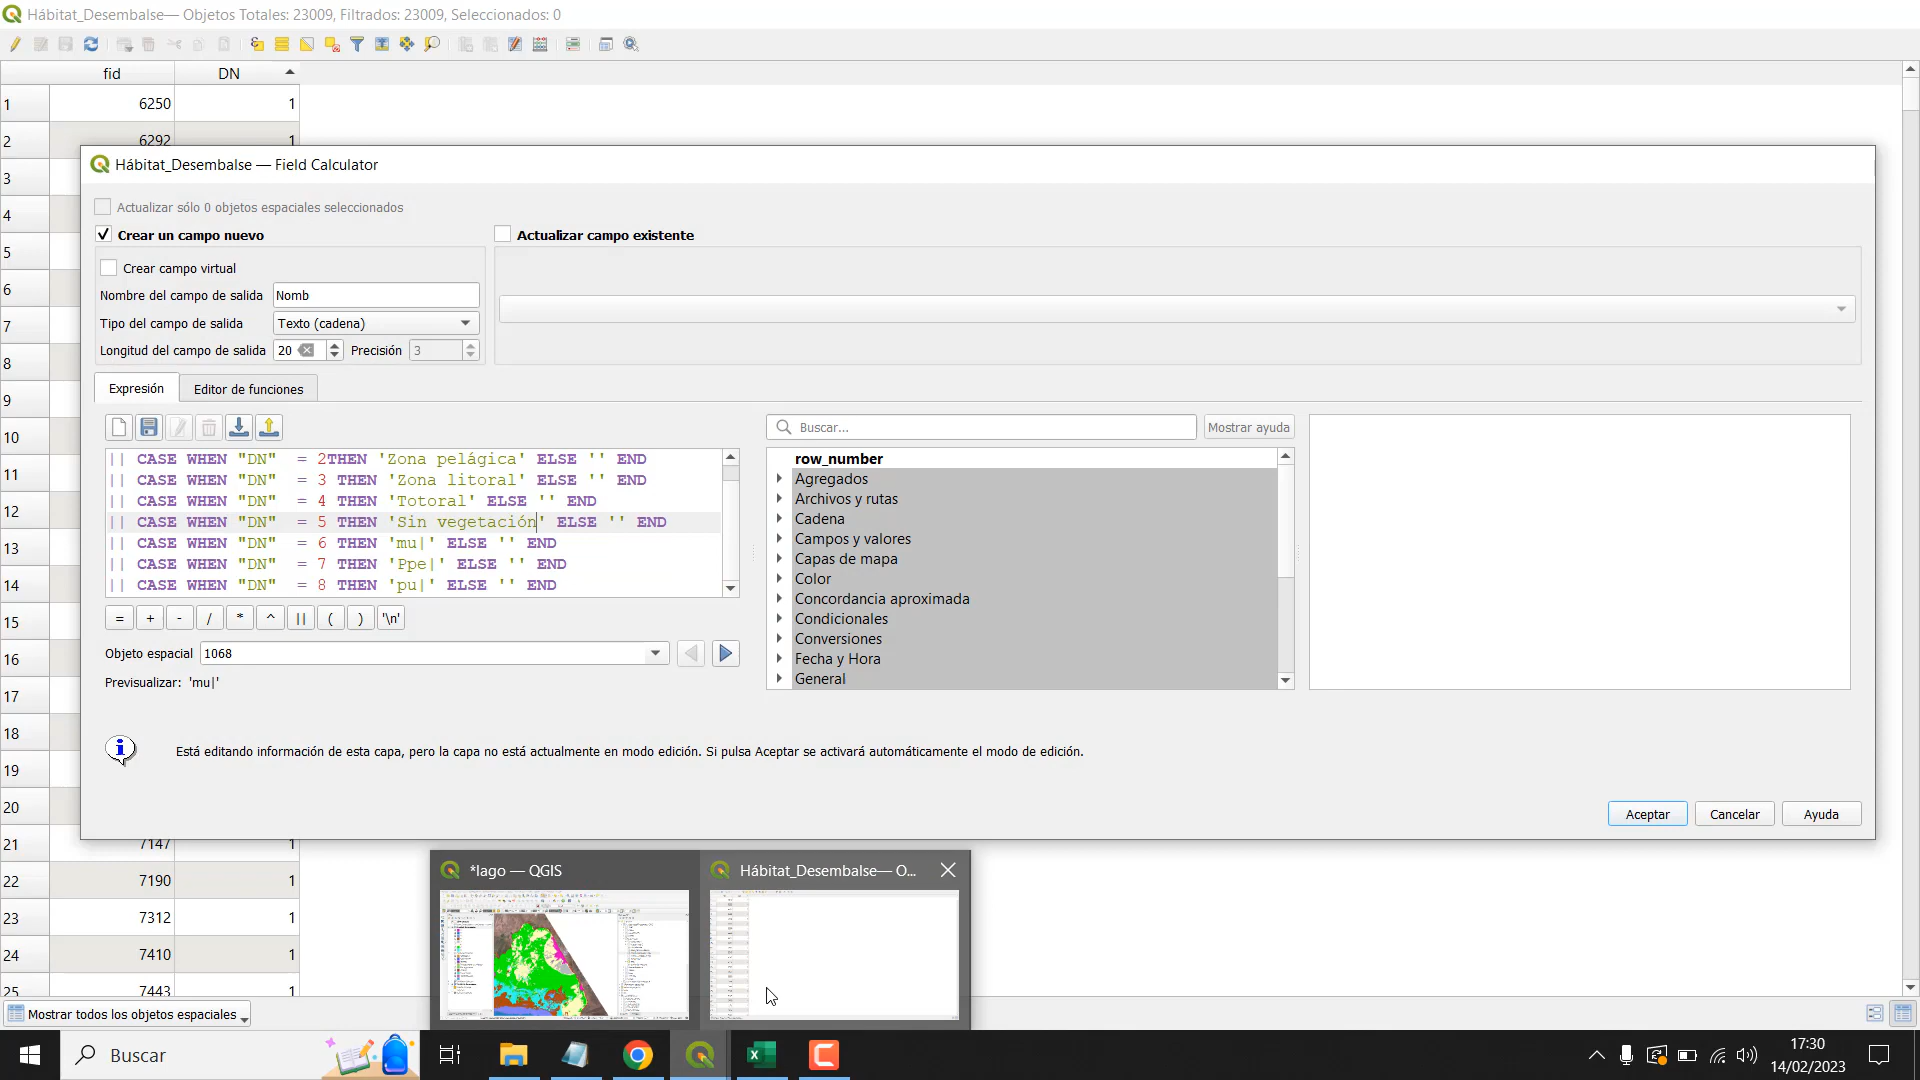 Hábitat_Desembalse— Objetos Totales: 23009, Filtrados: 23009, Seleccionados: 0
fid DN
1 6250 1
2 6292 1
Hábitat_Desembalse — Field Calculator
3
Actualizar sólo 0 objetos espaciales seleccionados
4
Crear un campo nuevo
Actualizar campo existente
5
Crear campo virtual
6
Nombre del campo de salida Nomb
7
Tipo del campo de salida Texto (cadena)
8
Longitud del campo de salida 20 Precisión 3
9
Expresión Editor de funciones
10
Buscar... Mostrar ayuda
|| CASE WHEN "DN" = 2THEN 'Zona pelágica' ELSE '' END
|| CASE WHEN "DN" = 3 THEN 'Zona litoral' ELSE '' END
|| CASE WHEN "DN" = 4 THEN 'Totoral' ELSE '' END
|| CASE WHEN "DN" = 5 THEN 'Sin vegetación' ELSE '' END
|| CASE WHEN "DN" = 6 THEN 'mu|' ELSE '' END
|| CASE WHEN "DN" = 7 THEN 'Ppe|' ELSE '' END
|| CASE WHEN "DN" = 8 THEN 'pu|' ELSE '' END
row_number
Agregados
Archivos y rutas
Cadena
Campos y valores
Capas de mapa
Color
Concordancia aproximada
Condicionales
Conversiones
Fecha y Hora
General
11
12
13
14
= + - / * ^ || ( ) '\n'
15
Objeto espacial 1068
16
Previsualizar: 'mu|'
17
18
Está editando información de esta capa, pero la capa no está actualmente en modo edición. Si pulsa Aceptar se activará automáticamente el modo de edición.
19
20
Aceptar Cancelar Ayuda
21 7147 1
22 7190 1
23 7312 1
24 7410 1
25 7443 1
*lago — QGIS
Hábitat_Desembalse— O...
Mostrar todos los objetos espaciales
Buscar
17:30
14/02/2023